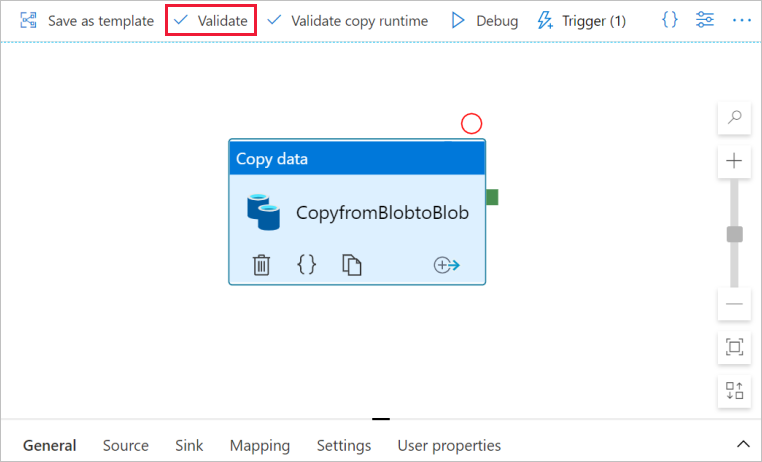 Save as template Validate Validate copy runtime Debug Trigger (1) {}
Copy data
CopyfromBlobtoBlob
{}
General Source Sink Mapping Settings User properties